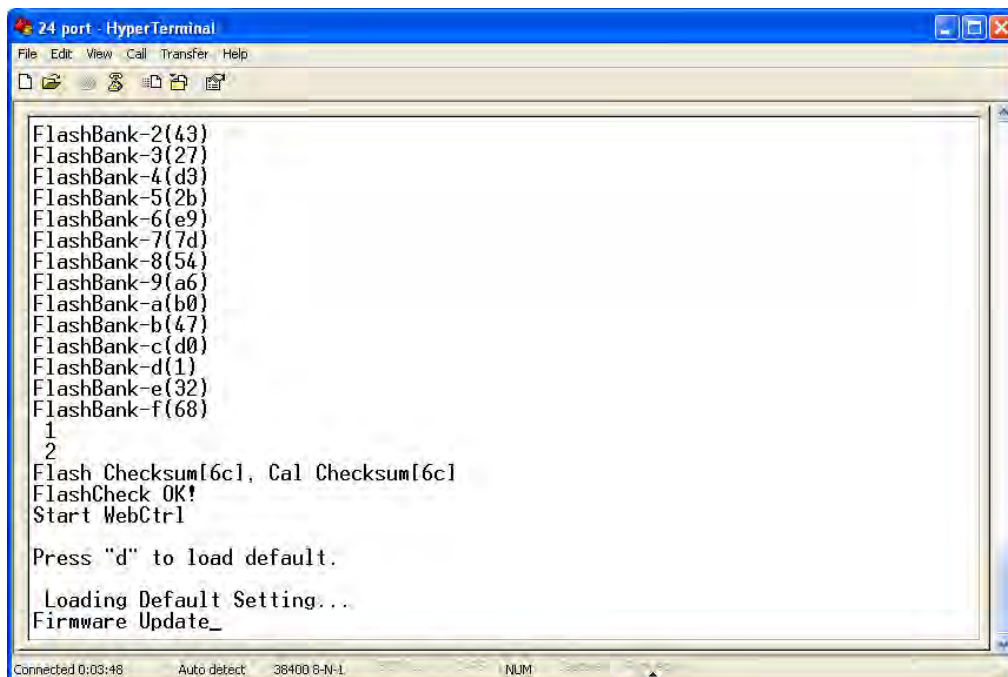 24 port - HyperTerminal
File Edit View Call Transfer Help
FlashBank-2(43)
FlashBank-3(27)
FlashBank-4(d3)
FlashBank-5(2b)
FlashBank-6(e9)
FlashBank-7(7d)
FlashBank-8(54)
FlashBank-9(a6)
FlashBank-a(b0)
FlashBank-b(47)
FlashBank-c(d0)
FlashBank-d(1)
FlashBank-e(32)
FlashBank-f(68)
1
2
Flash Checksum[6c], Cal Checksum[6c]
FlashCheck OK!
Start WebCtrl
Press "d" to load default.
Loading Default Setting...
Firmware Update_
Connected 0:03:48 Auto detect 38400 8-N-1 NUM